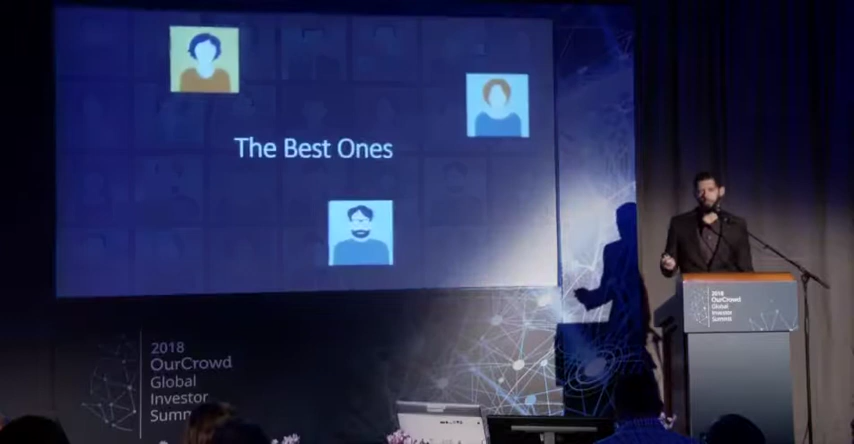 The Best Ones
2018
OurCrowd
Global
Investor
2018
OurCrowd
Global
Investor
Summit